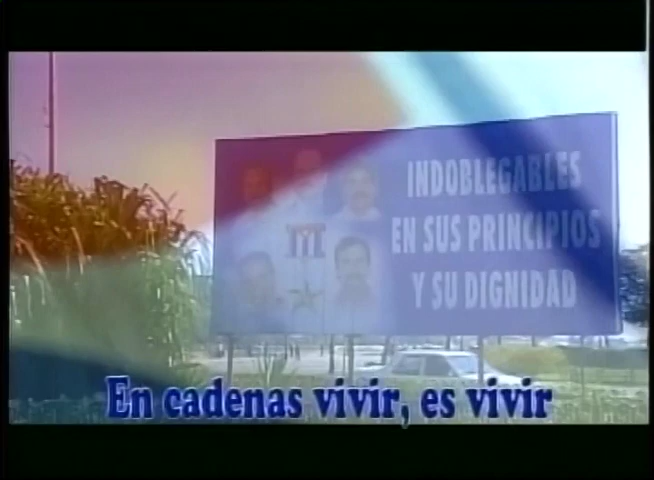 INDOBLEGABLES
EN SUS PRINCIPIOS
Y SU DIGNIDAD
En cadenas vivir, es vivir